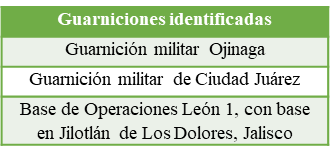 Guarniciones identificadas
Guarnición militar Ojinaga
Guarnición militar de Ciudad Juárez
Base de Operaciones León 1, con base
en Jilotlán de Los Dolores, Jalisco